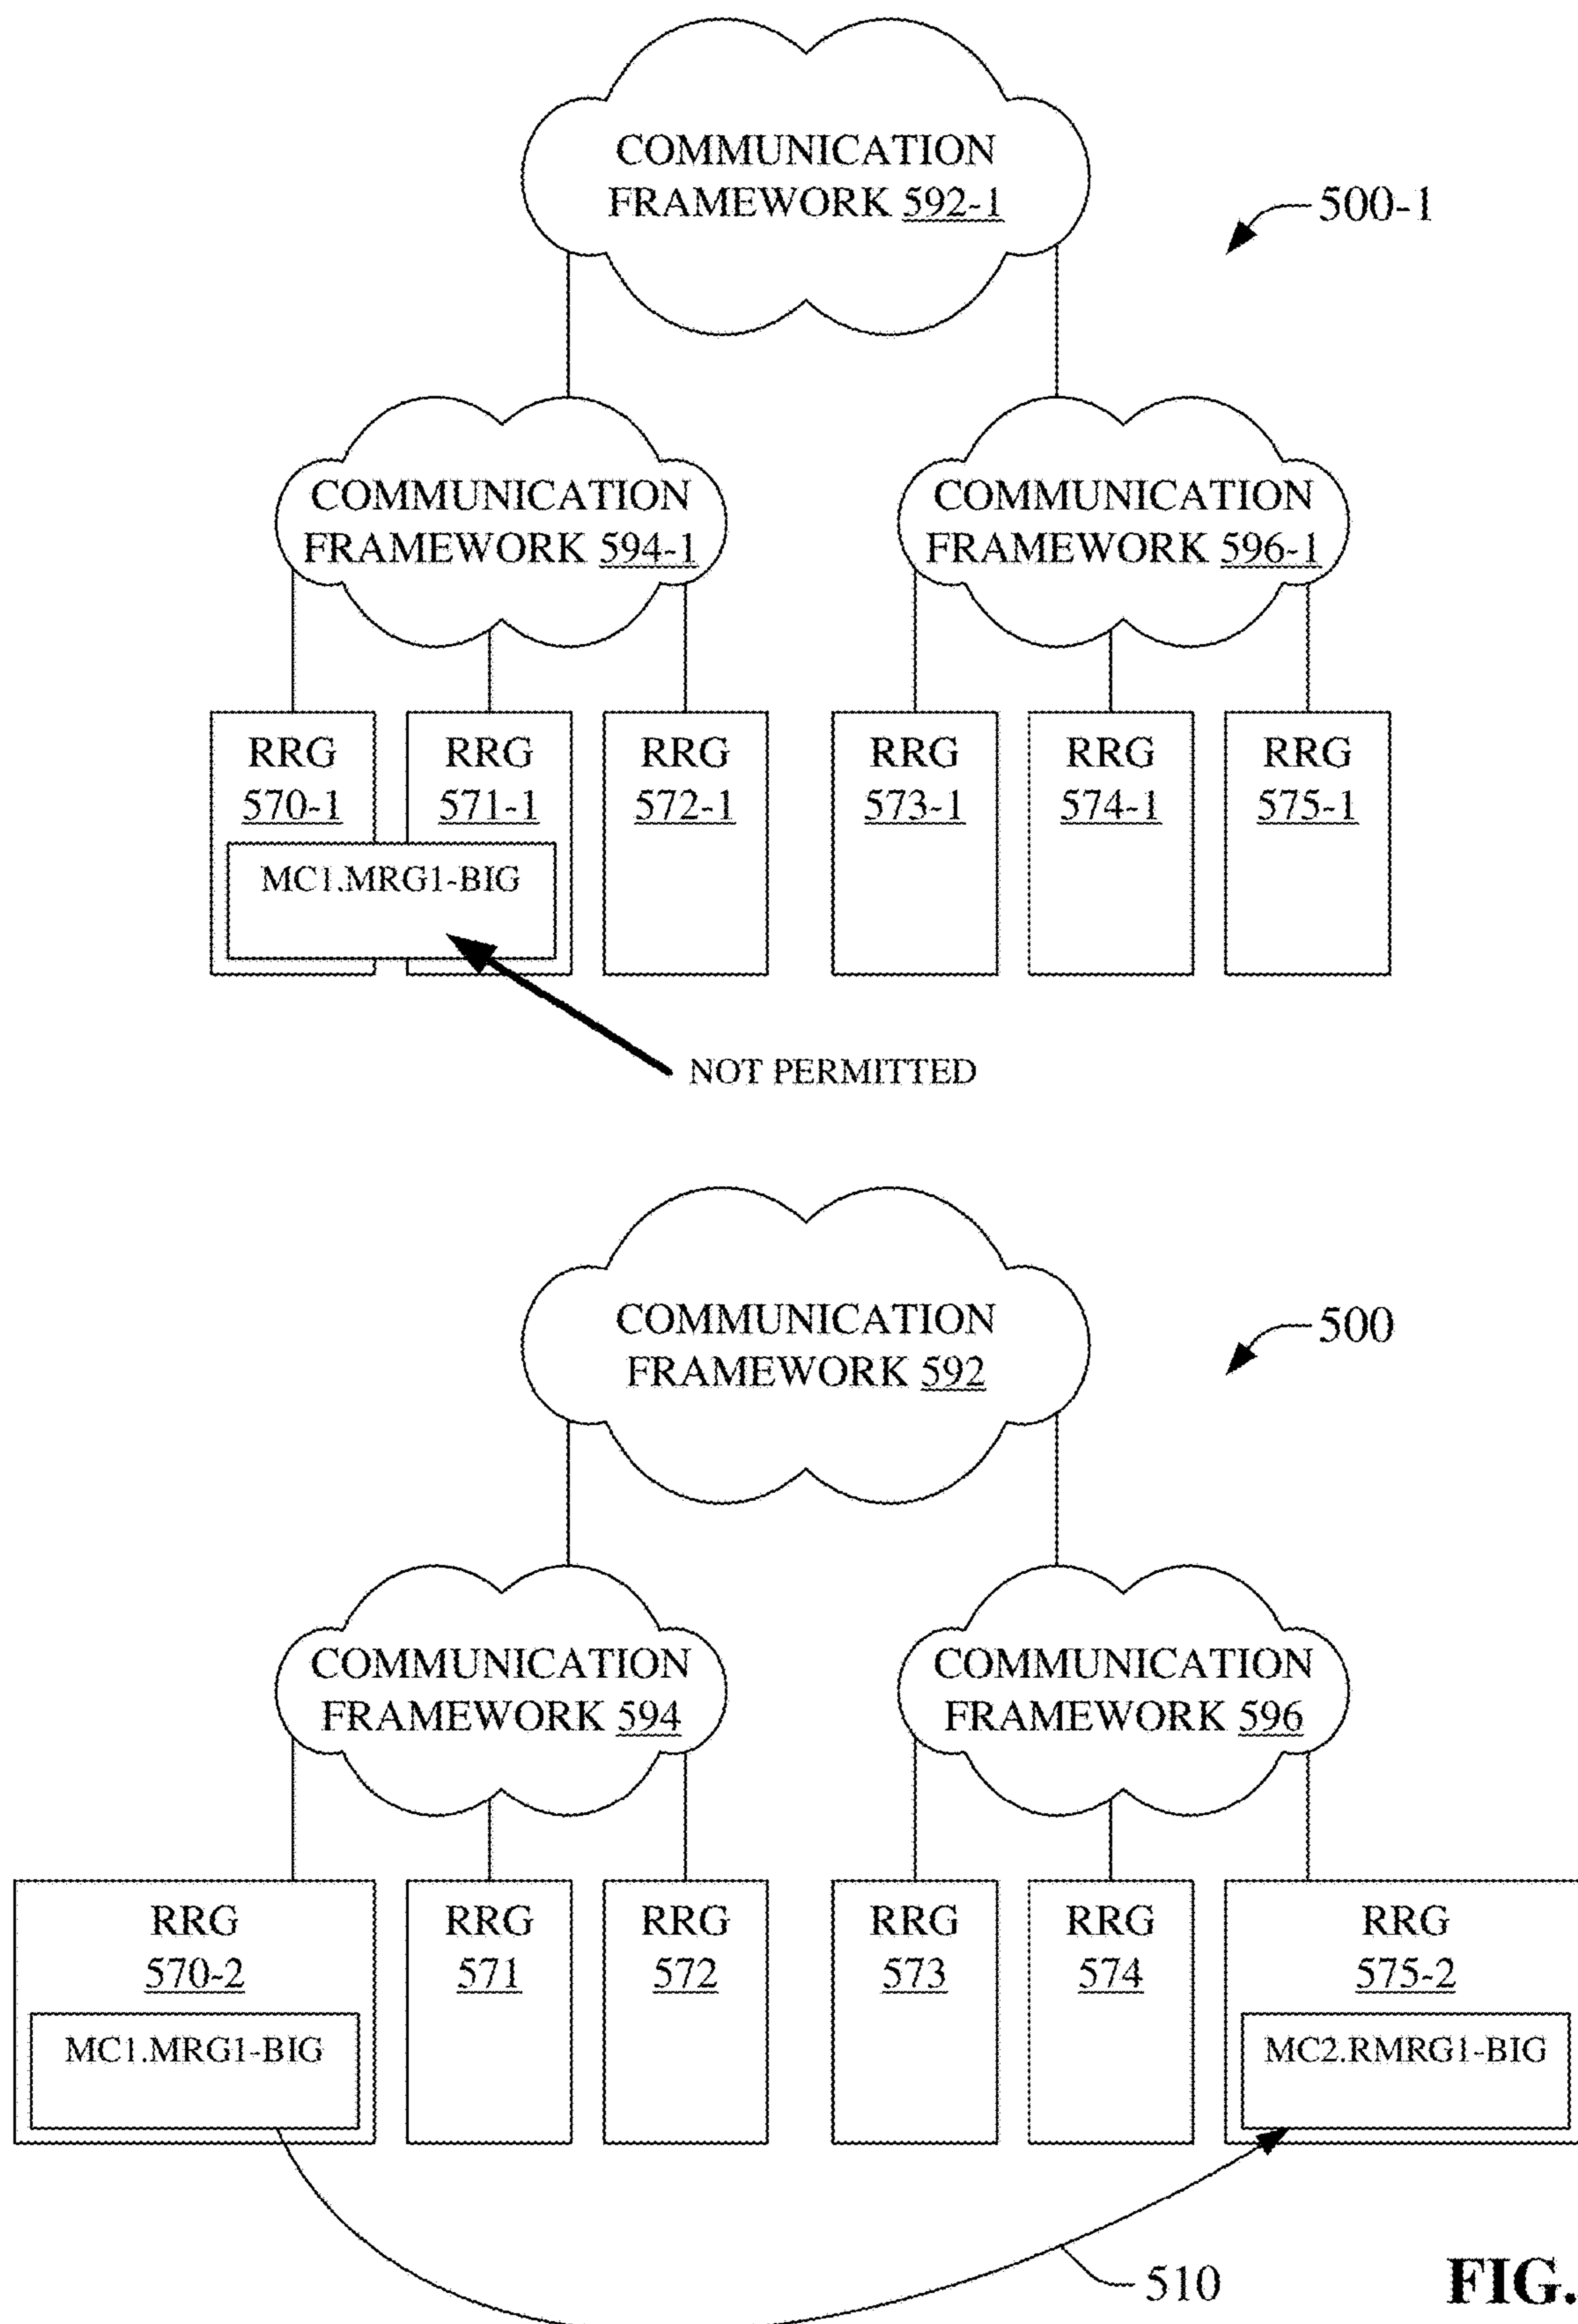 COMMUNICATION
FRAMEWORK 592-1
500-1
COMMUNICATION
FRAMEWORK 594-1
COMMUNICATION
FRAMEWORK 596-1
RRG
570-1
RRG
571-1
RRG
572-1
RRG
573-1
RRG
574-1
RRG
575-1
MC1.MRG1-BIG
NOT PERMITTED
COMMUNICATION
FRAMEWORK 592
500
COMMUNICATION
FRAMEWORK 594
COMMUNICATION
FRAMEWORK 596
RRG
570-2
RRG
571
RRG
572
RRG
573
RRG
574
RRG
575-2
MC1.MRG1-BIG
MC2.RMRG1-BIG
510
FIG.